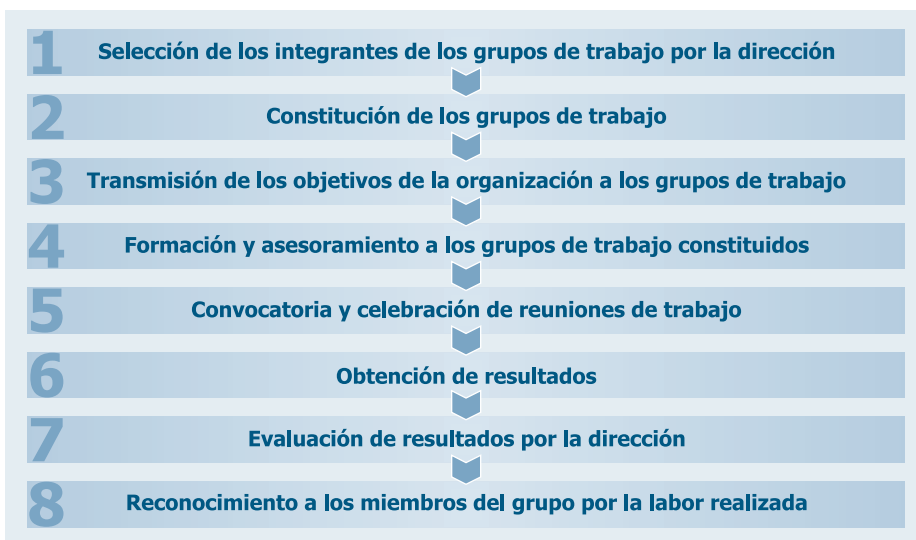 1 Selección de los integrantes de los grupos de trabajo por la dirección
2 Constitución de los grupos de trabajo
3 Transmisión de los objetivos de la organización a los grupos de trabajo
4 Formación y asesoramiento a los grupos de trabajo constituidos
5 Convocatoria y celebración de reuniones de trabajo
6 Obtención de resultados
7 Evaluación de resultados por la dirección
8 Reconocimiento a los miembros del grupo por la labor realizada